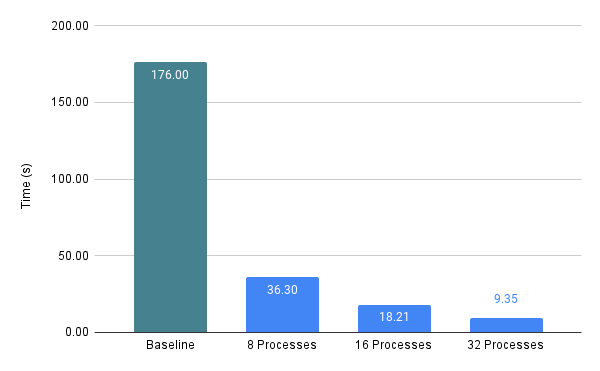 200.00
150.00
100.00
50.00
0.00
Time (s)
176.00
36.30
18.21
9.35
Baseline
8 Processes
16 Processes
32 Processes